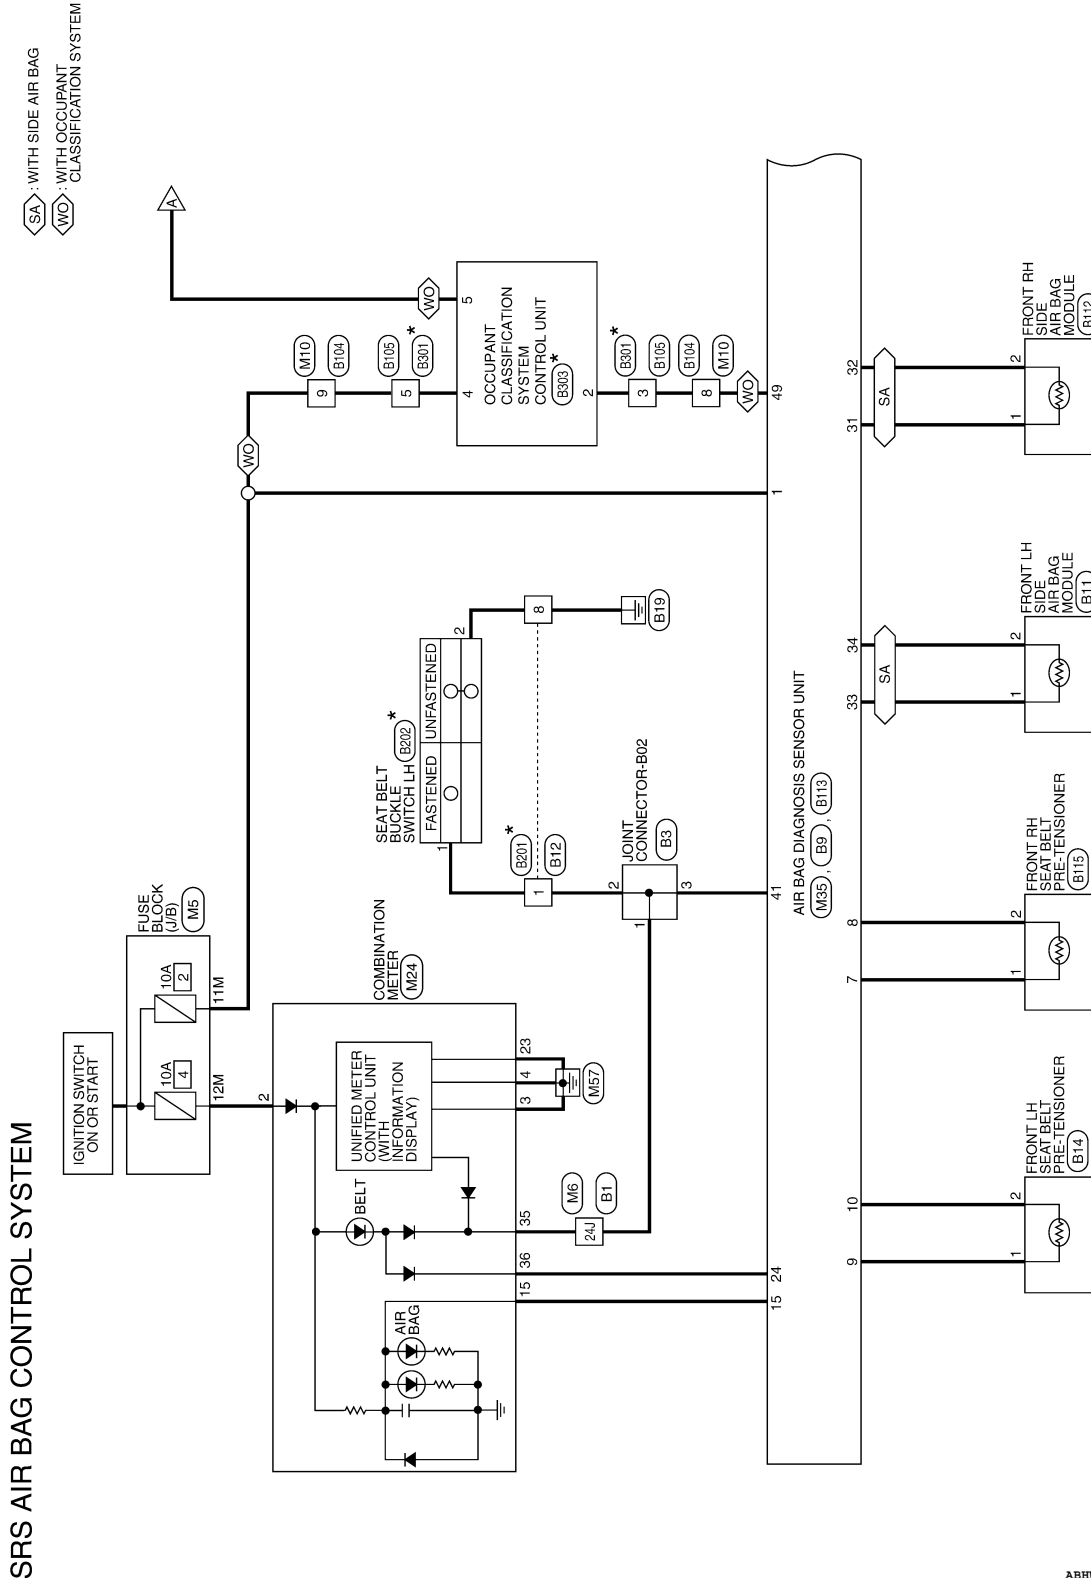 SRS AIR BAG CONTROL SYSTEM
SA : WITH SIDE AIR BAG
WO : WITH OCCUPANT
CLASSIFICATION SYSTEM
IGNITION SWITCH
ON OR START
FUSE
BLOCK
(J/B)
M5
10A
4
10A
2
12M
11M
WO
A
2
COMBINATION
METER
M24
UNIFIED METER
CONTROL UNIT
(WITH
INFORMATION
DISPLAY)
BELT
AIR
BAG
15
36
35
3
4
23
M57
24J
M6
B1
SEAT BELT
BUCKLE
SWITCH LH
B202
*
FASTENED
UNFASTENED
1
2
1
B201
*
B12
8
B19
JOINT
CONNECTOR-B02
B3
1
2
3
9
M10
B104
5
B105
B301
*
WO
4
5
OCCUPANT
CLASSIFICATION
SYSTEM
CONTROL UNIT
B303
*
2
3
B301
*
B105
8
B104
M10
WO
15
24
41
1
49
AIR BAG DIAGNOSIS SENSOR UNIT
M35 , B9 , B113
9
10
7
8
33
34
31
32
SA
SA
1
2
FRONT LH
SEAT BELT
PRE-TENSIONER
B14
1
2
FRONT RH
SEAT BELT
PRE-TENSIONER
B115
1
2
FRONT LH
SIDE
AIR BAG
MODULE
B11
1
2
FRONT RH
SIDE
AIR BAG
MODULE
B112